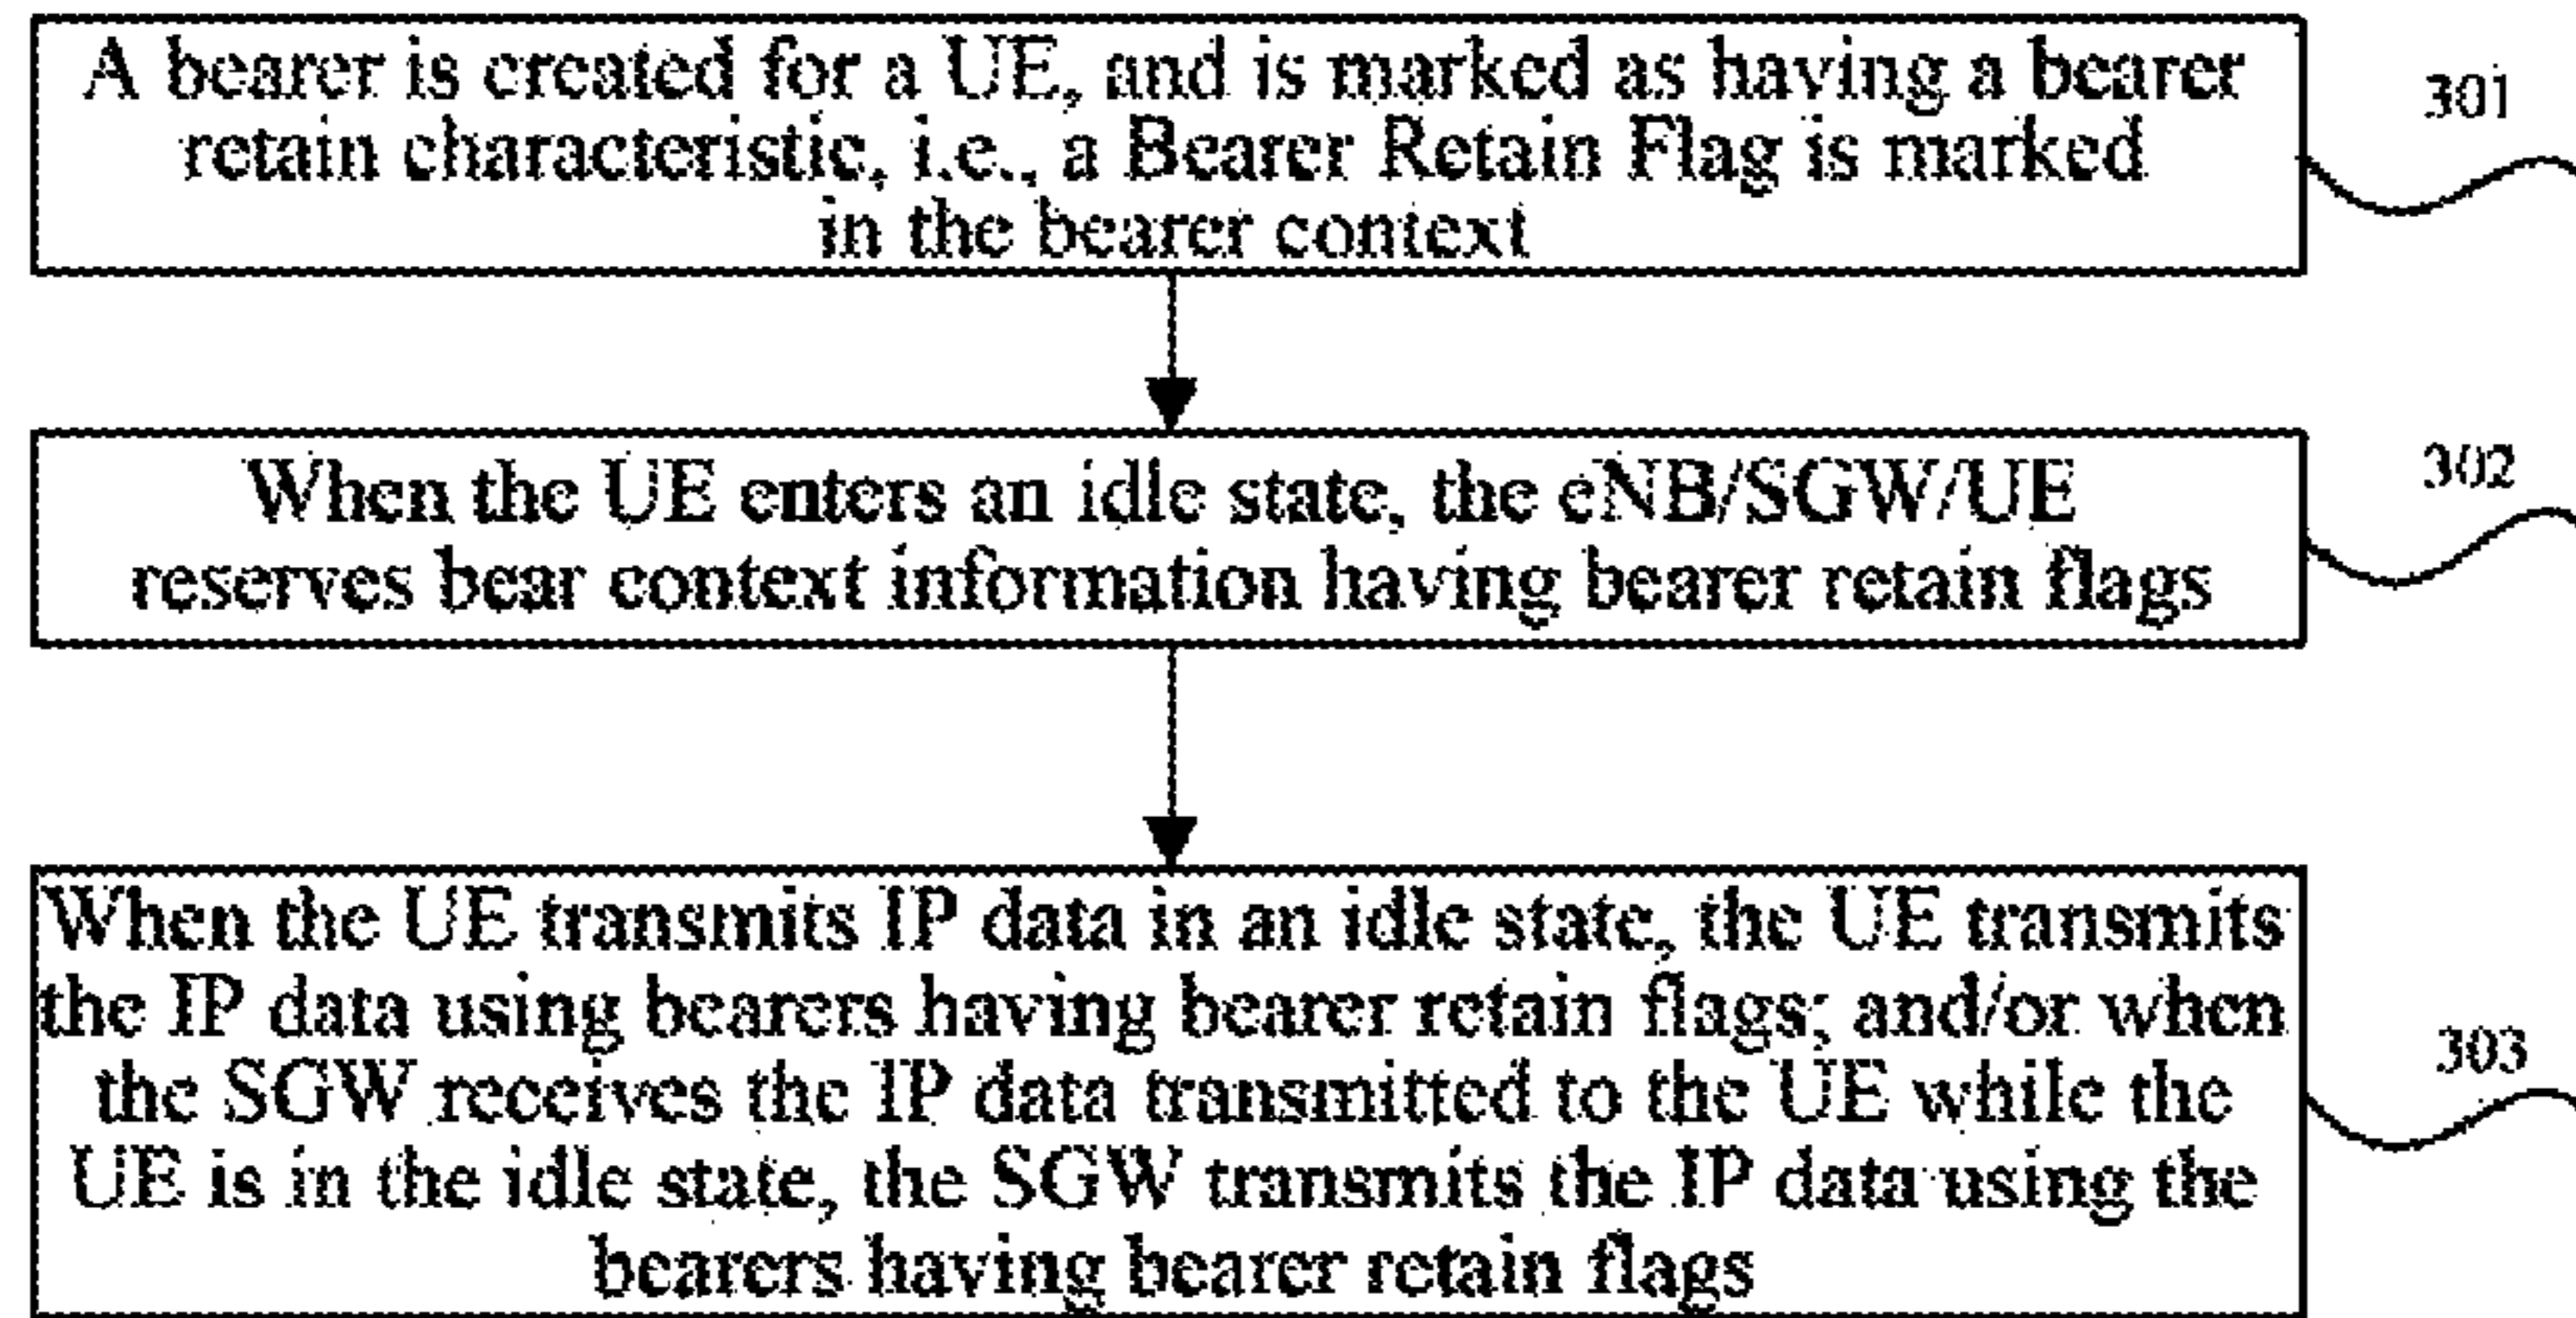 A bearer is created for a UE, and is marked as having a bearer
retain characteristic, i.e., a Bearer Retain Flag is marked
in the bearer context
301
When the UE enters an idle state, the eNB/SGW/UE
reserves bear context information having bearer retain flags
302
When the UE transmits IP data in an idle state, the UE transmits
the IP data using bearers having bearer retain flags; and/or when
the SGW receives the IP data transmitted to the UE while the
UE is in the idle state, the SGW transmits the IP data using the
bearers having bearer retain flags
303